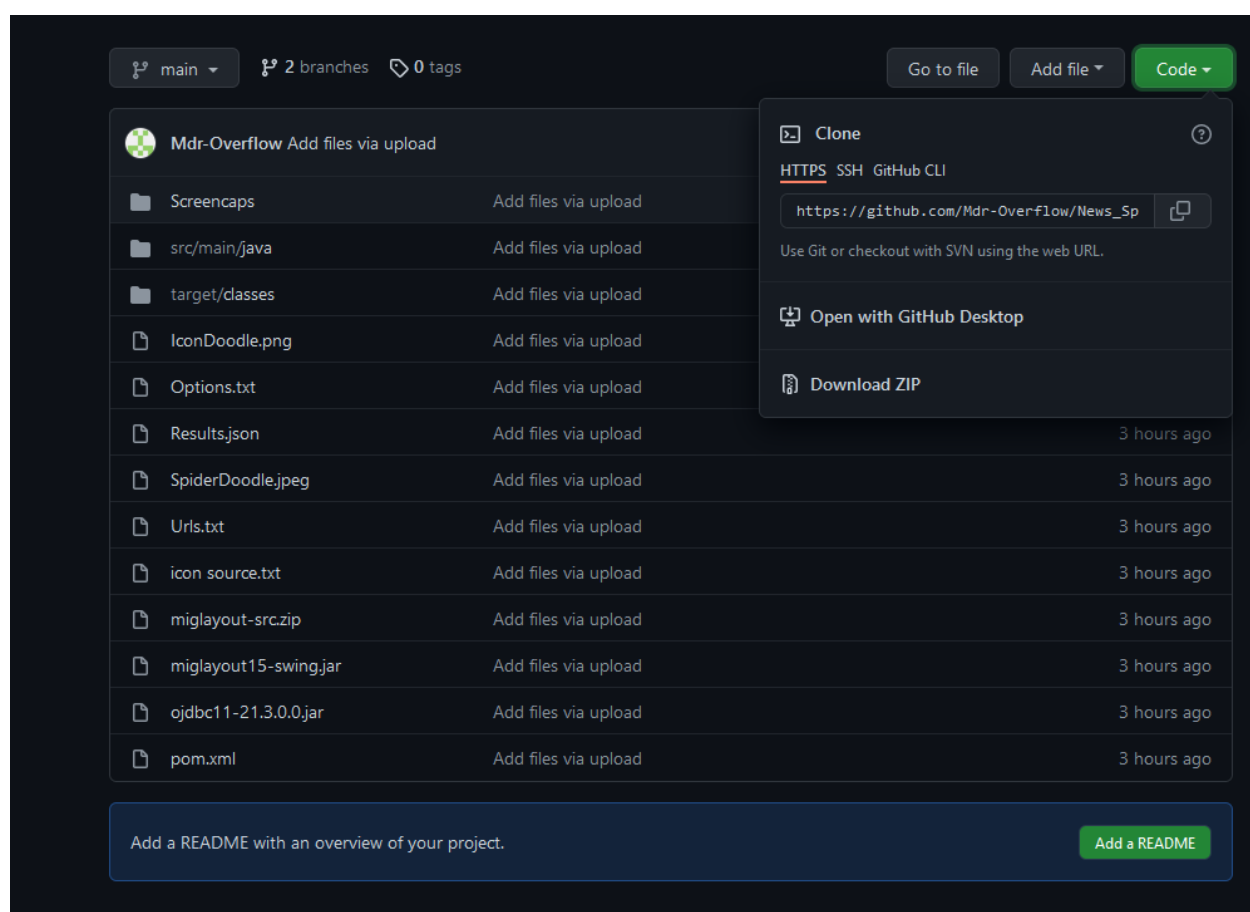 main 2 branches 0 tags Go to file Add file Code
Mdr-Overflow Add files via upload
Clone
HTTPS SSH GitHub CLI
https://github.com/Mdr-Overflow/News_Sp
Use Git or checkout with SVN using the web URL.
Open with GitHub Desktop
Download ZIP
Screencaps Add files via upload
src/main/java Add files via upload
target/classes Add files via upload
IconDoodle.png Add files via upload
Options.txt Add files via upload
Results.json Add files via upload 3 hours ago
SpiderDoodle.jpeg Add files via upload 3 hours ago
Urls.txt Add files via upload 3 hours ago
icon source.txt Add files via upload 3 hours ago
miglayout-src.zip Add files via upload 3 hours ago
miglayout15-swing.jar Add files via upload 3 hours ago
ojdbc11-21.3.0.0.jar Add files via upload 3 hours ago
pom.xml Add files via upload 3 hours ago
Add a README with an overview of your project. Add a README